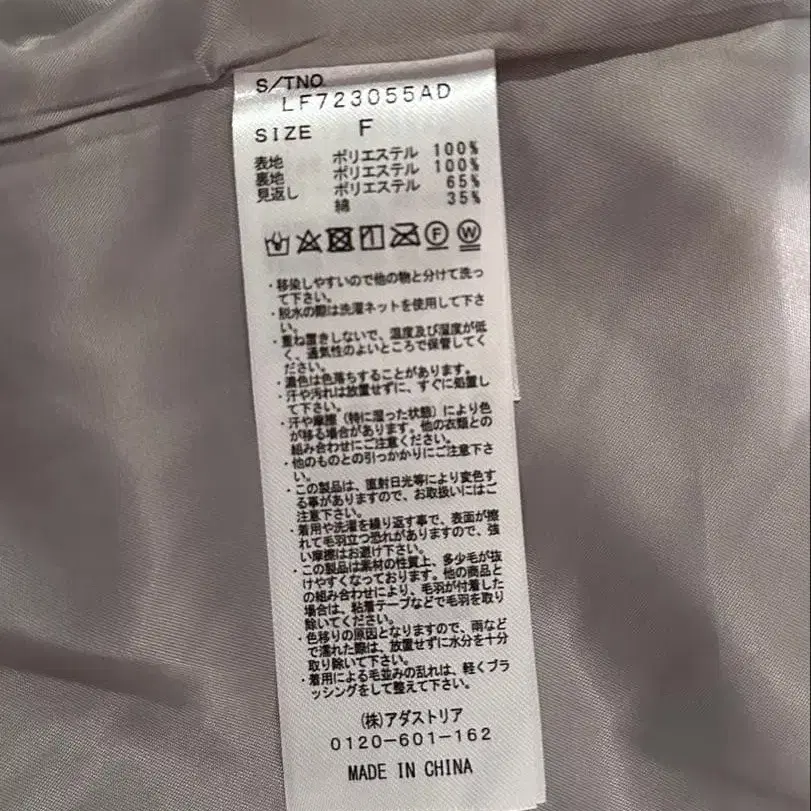 S/TNO.
LF723055AD
SIZE F
表地 ポリエステル 100%
裏地 ポリエステル 100%
見返し ポリエステル 65%
綿 35%
F W
・移染しやすいので他の物と分けて洗っ
て下さい。
・脱水の際は洗濯ネットを使用して下さ
い。
・重ね置きしないで、温度及び湿度が低
く、通気性のよいところで保管してく
ださい。
・濃色は色落ちすることがあります。
・汗や汚れは放置せずに、すぐに処置し
て下さい。
・汗や摩擦（特に湿った状態）により色
が移る場合があります。他の衣類との
組み合わせにご注意ください。
・他のものとの引っかかりにご注意下さ
い。
・この製品は、直射日光等により変色す
る事がありますので、お取扱いにはご
注意下さい。
・着用や洗濯を繰り返す事で、表面が擦
れて毛羽立つ恐れがありますので、強
い摩擦はお避け下さい。
・この製品は素材の性質上、多少毛が抜
けやすくなっております。他の商品と
の組み合わせにより、毛羽が付着した
場合は、粘着テープなどで毛羽を取り
除いてください。
・色移りの原因となりますので、雨など
で濡れた際は、放置せずに水分を十分
取り除いて下さい。
・着用による毛並みの乱れは、軽くブラ
ッシングをして整えて下さい。
(株)アダストリア
0120-601-162
MADE IN CHINA